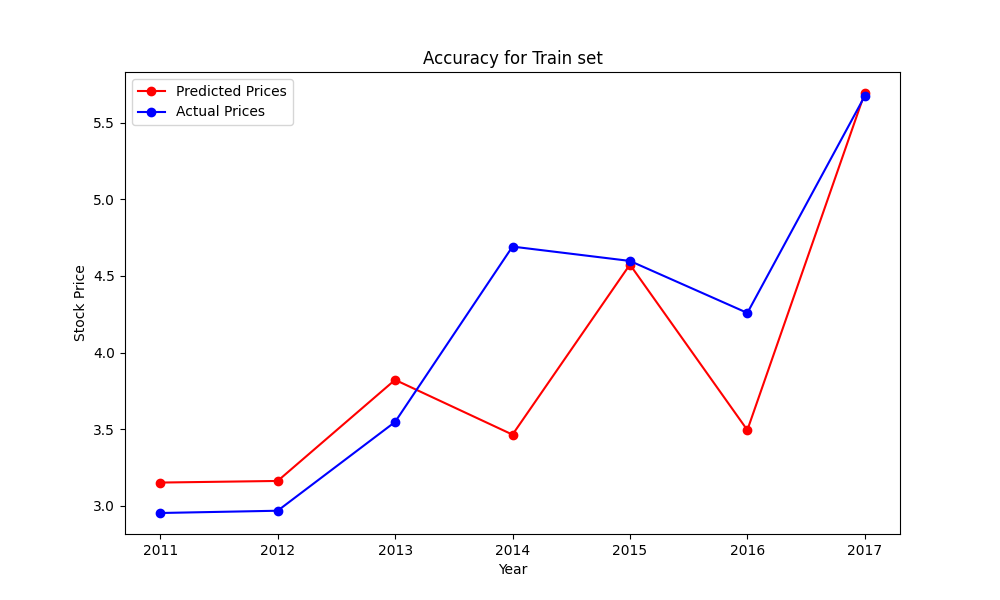 Accuracy for Train set
Predicted Prices
Actual Prices
Stock Price
5.5
5.0
4.5
4.0
3.5
3.0
2011 2012 2013 2014 2015 2016 2017
Year